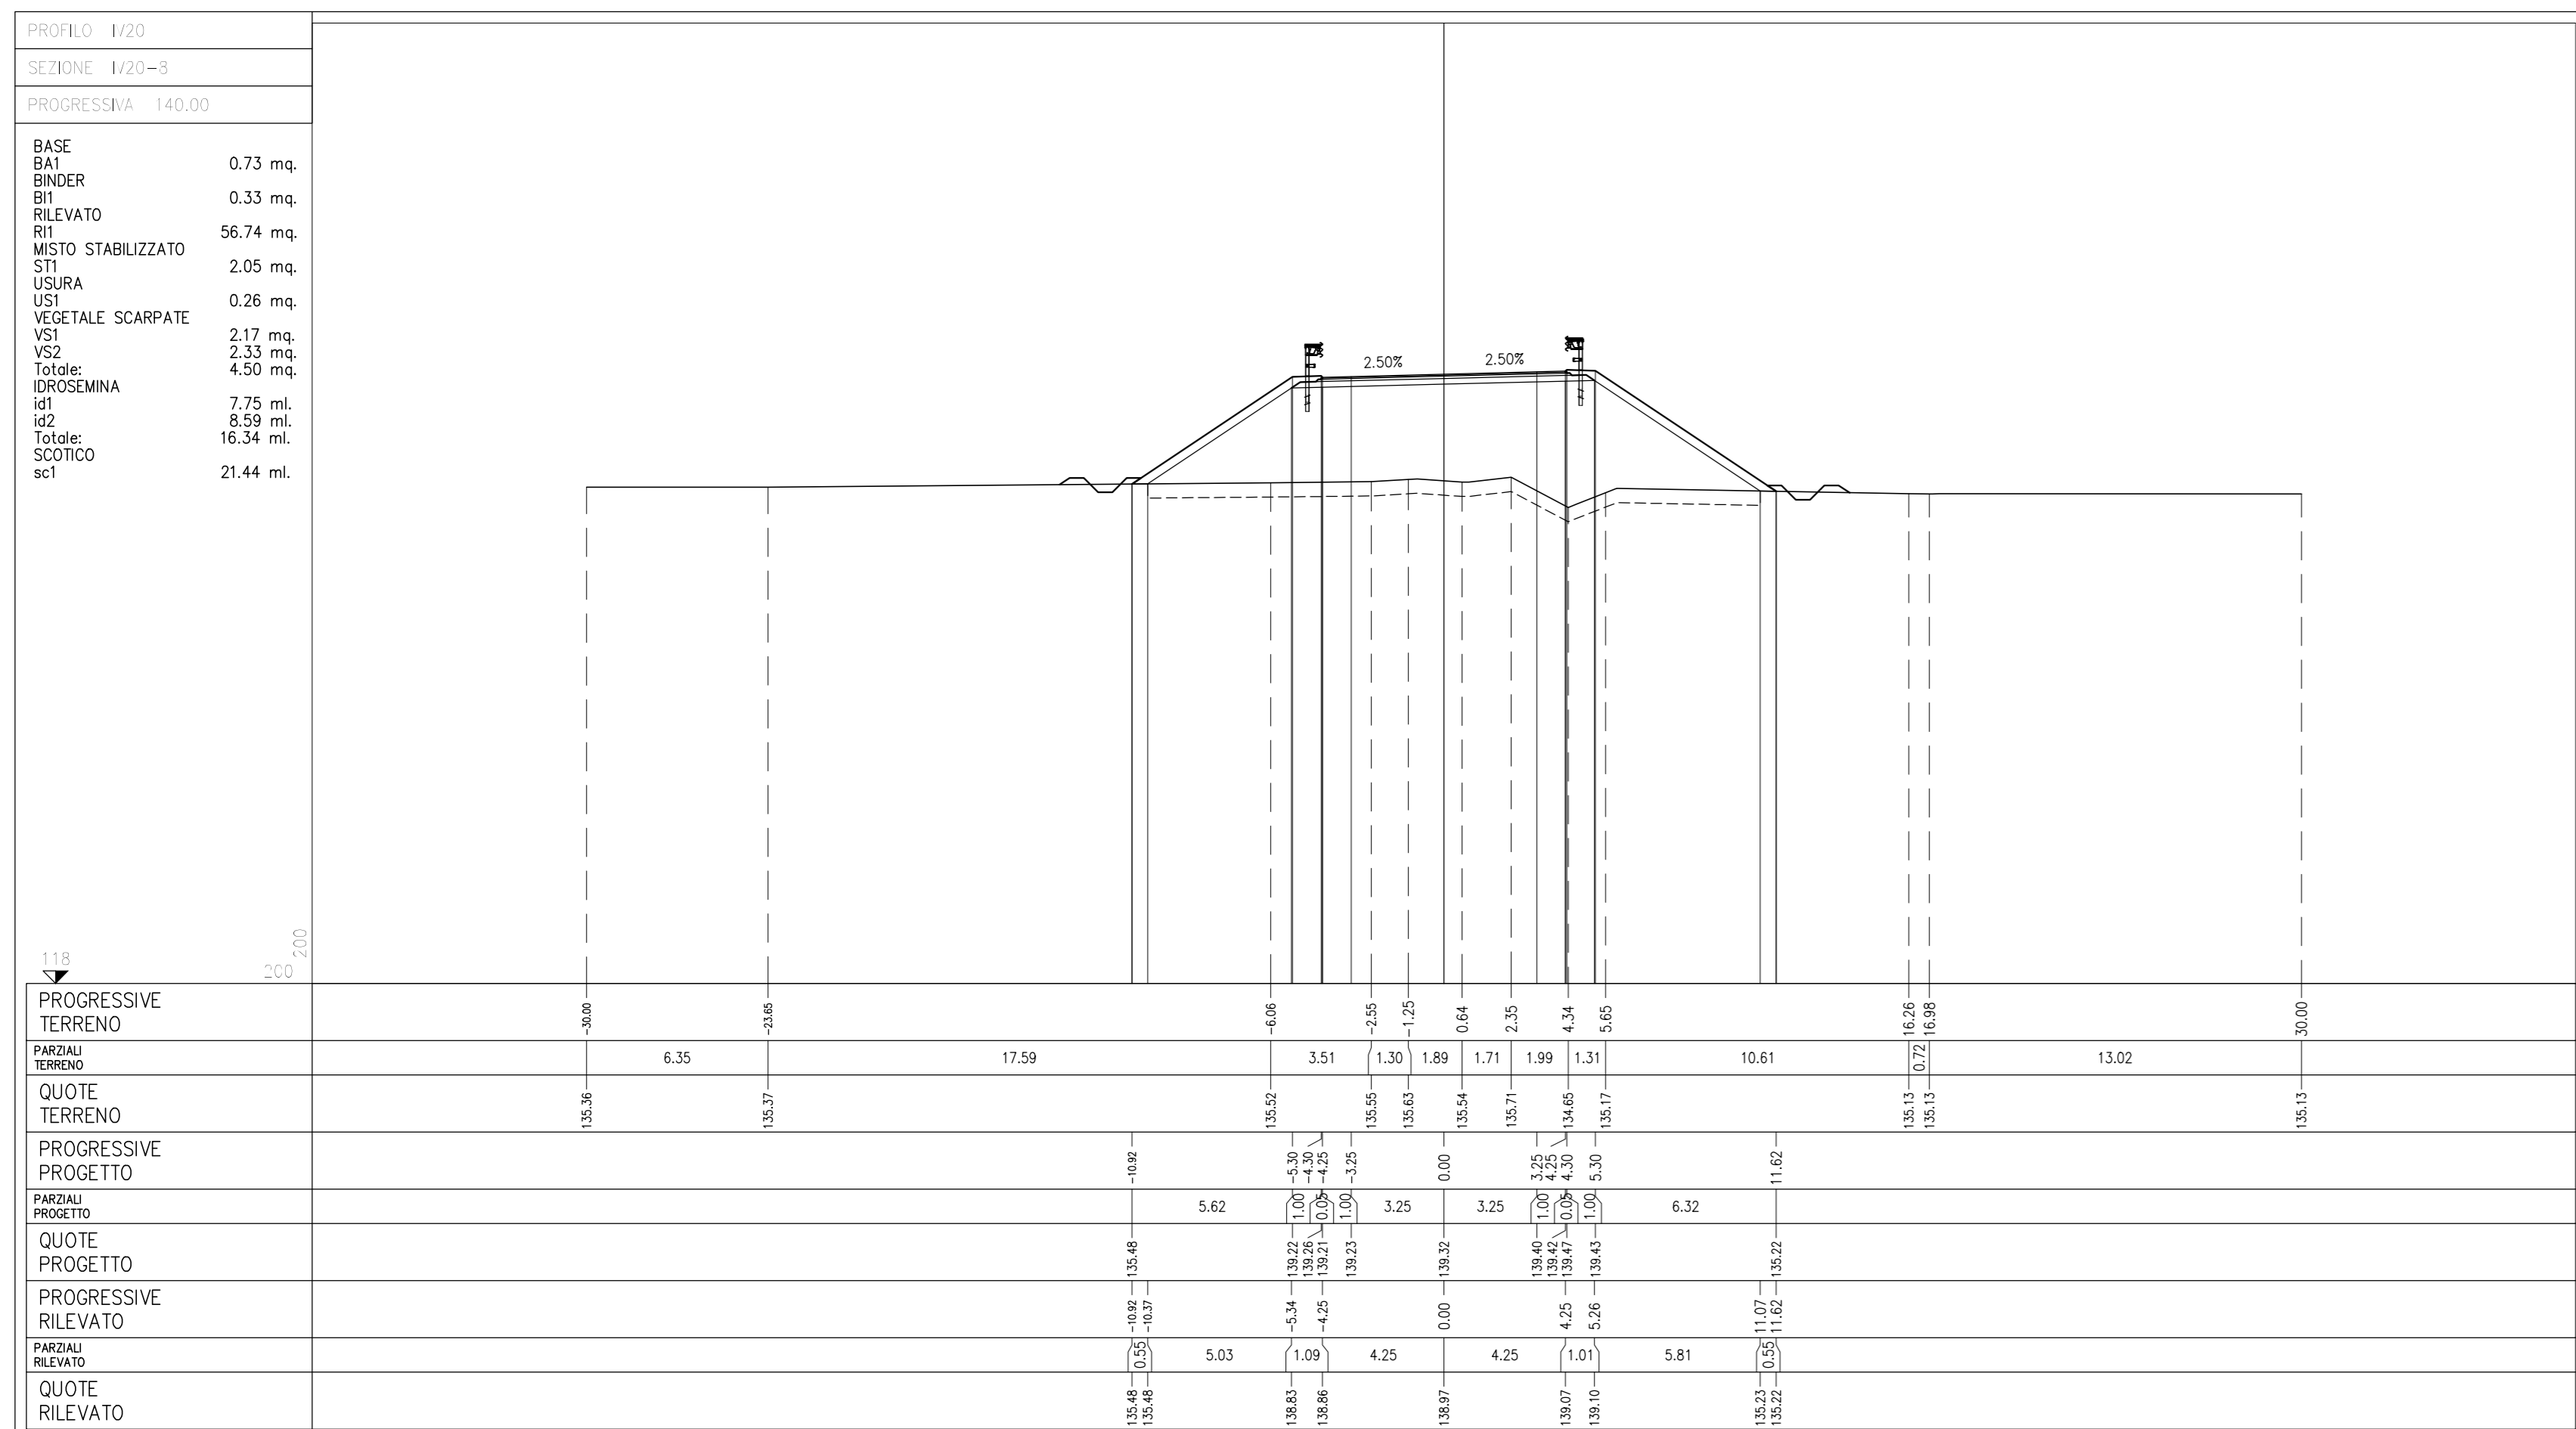 PROFILO IV20
SEZIONE IV20-8
PROGRESSIVA 140.00
BASE
BA1 0.73 mq.
BINDER
BI1 0.33 mq.
RILEVATO
RI1 56.74 mq.
MISTO STABILIZZATO
ST1 2.05 mq.
USURA
US1 0.26 mq.
VEGETALE SCARPATE
VS1 2.17 mq.
VS2 2.33 mq.
Totale: 4.50 mq.
IDROSEMINA
id1 7.75 ml.
id2 8.59 ml.
Totale: 16.34 ml.
SCOTICO
sc1 21.44 ml.
2.50% 2.50%
118 200 200
PROGRESSIVE
TERRENO
-30.00 -23.65 -6.06 -2.55 -1.25 0.64 2.35 4.34 5.65 16.26 16.98 30.00
PARZIALI
TERRENO
6.35 17.59 3.51 1.30 1.89 1.71 1.99 1.31 10.61 0.72 13.02
QUOTE
TERRENO
135.36 135.37 135.52 135.55 135.63 135.54 135.71 134.65 135.17 135.13 135.13 135.13
PROGRESSIVE
PROGETTO
-10.92 -5.30 -4.30 -4.25 -3.25 0.00 3.25 4.25 4.30 5.30 11.62
PARZIALI
PROGETTO
5.62 1.00 0.05 1.00 3.25 3.25 1.00 0.05 1.00 6.32
QUOTE
PROGETTO
135.48 139.22 139.26 139.21 139.23 139.32 139.40 139.42 139.47 139.43 135.22
PROGRESSIVE
RILEVATO
-10.92 -10.37 -5.34 -4.25 0.00 4.25 5.26 11.07 11.62
PARZIALI
RILEVATO
0.55 5.03 1.09 4.25 4.25 1.01 5.81 0.55
QUOTE
RILEVATO
135.48 135.48 138.83 138.86 138.97 139.07 139.10 135.23 135.22